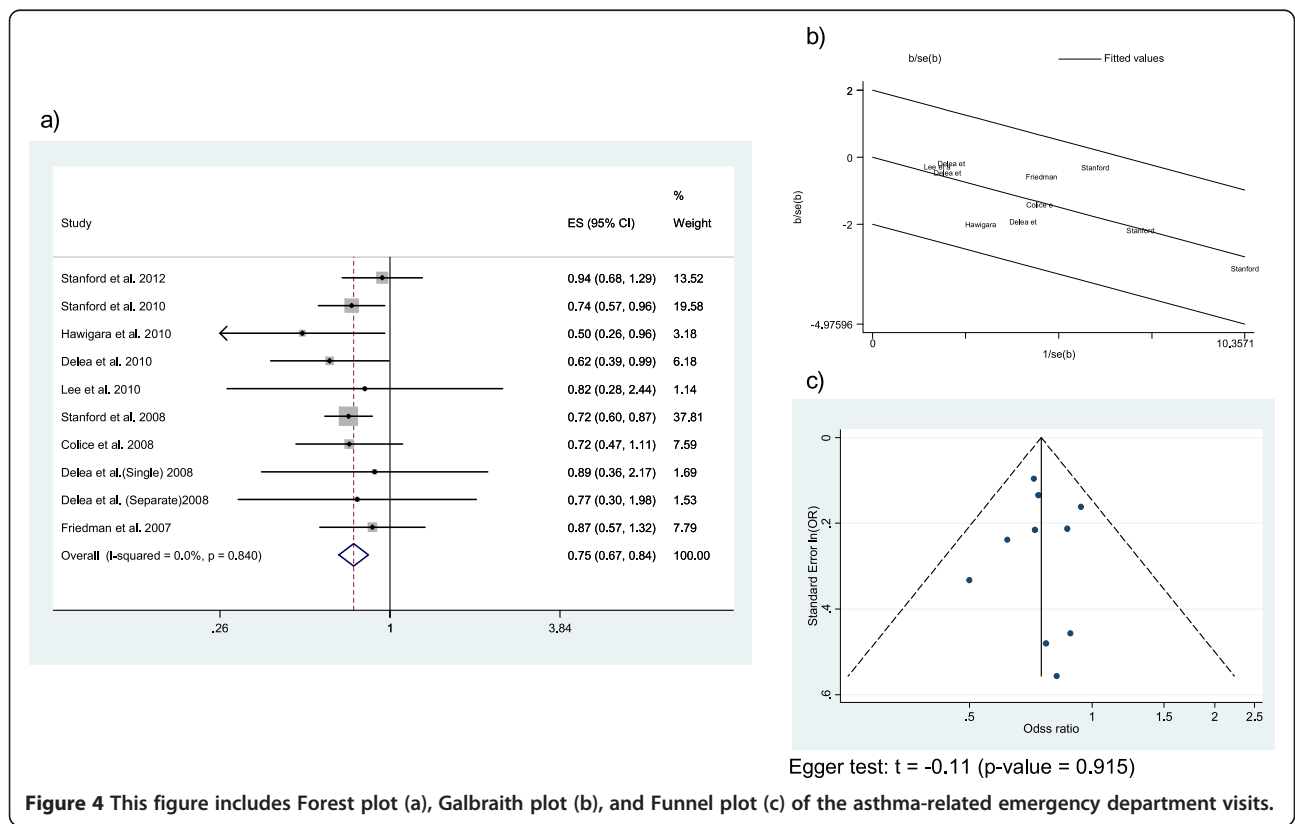 a)
%
Study ES (95% CI) Weight
Stanford et al. 2012 0.94 (0.68, 1.29) 13.52
Stanford et al. 2010 0.74 (0.57, 0.96) 19.58
Hawigara et al. 2010 0.50 (0.26, 0.96) 3.18
Delea et al. 2010 0.62 (0.39, 0.99) 6.18
Lee et al. 2010 0.82 (0.28, 2.44) 1.14
Stanford et al. 2008 0.72 (0.60, 0.87) 37.81
Colice et al. 2008 0.72 (0.47, 1.11) 7.59
Delea et al.(Single) 2008 0.89 (0.36, 2.17) 1.69
Delea et al. (Separate)2008 0.77 (0.30, 1.98) 1.53
Friedman et al. 2007 0.87 (0.57, 1.32) 7.79
Overall (I-squared = 0.0%, p = 0.840) 0.75 (0.67, 0.84) 100.00
.26 1 3.84
b)
b/se(b) Fitted values
b/se(b)
2
0
-2
-4.97596
Delea et
Lee et a
Delea et
Friedman
Stanford
Colice e
Hawigara
Delea et
Stanford
Stanford
0 10.3571
1/se(b)
c)
Standard Error ln(OR)
0
.2
.4
.6
.5 1 1.5 2 2.5
Odss ratio
Egger test: t = -0.11 (p-value = 0.915)
Figure 4 This figure includes Forest plot (a), Galbraith plot (b), and Funnel plot (c) of the asthma-related emergency department visits.